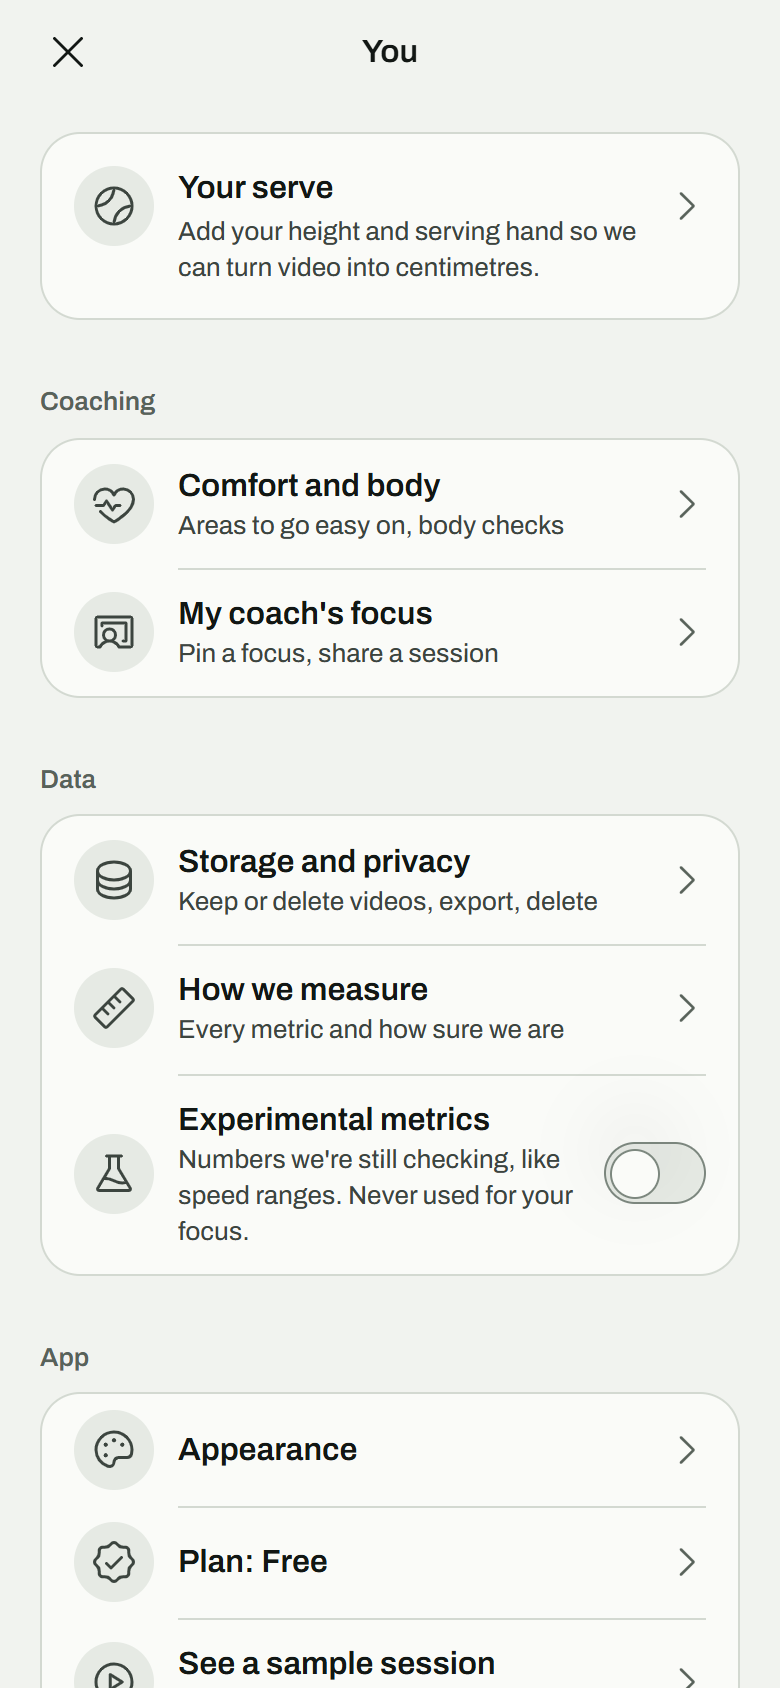 You
Your serve
Add your height and serving hand so we
can turn video into centimetres.
Coaching
Comfort and body
Areas to go easy on, body checks
My coach's focus
Pin a focus, share a session
Data
Storage and privacy
Keep or delete videos, export, delete
How we measure
Every metric and how sure we are
Experimental metrics
Numbers we're still checking, like
speed ranges. Never used for your
focus.
App
Appearance
Plan: Free
See a sample session